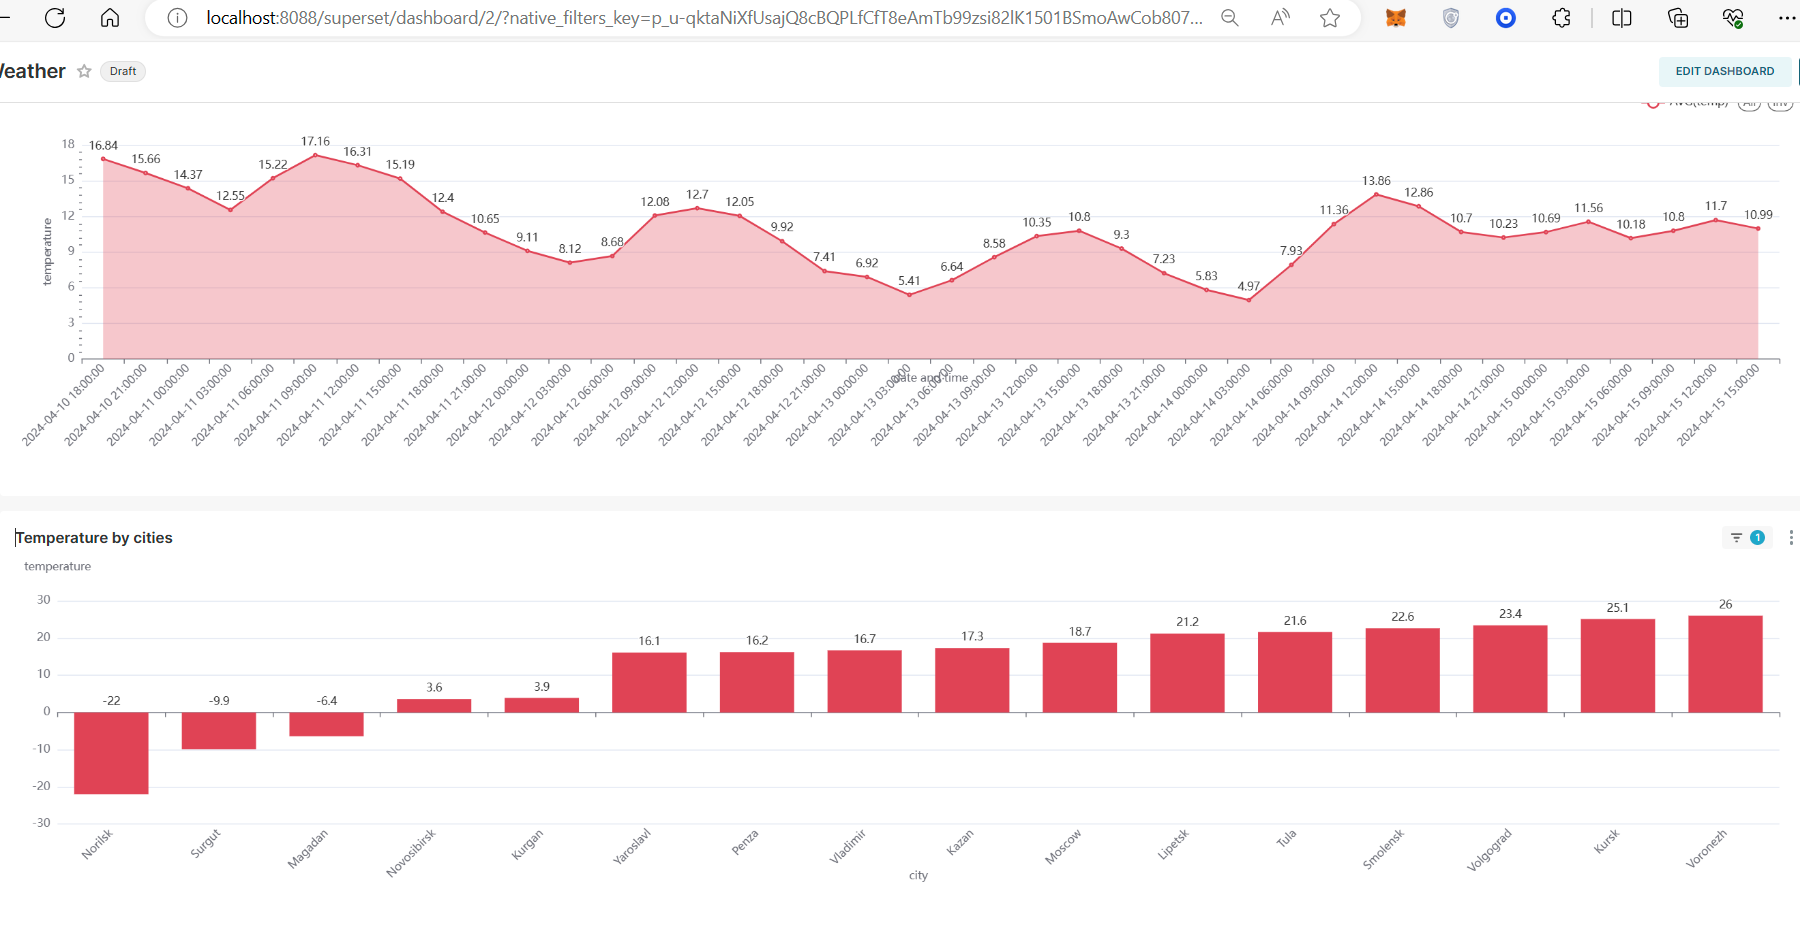 localhost:8088/superset/dashboard/2/?native_filters_key=p_u-qktaNiXfUsajQ8cBQPLfCfT8eAmTb99zsi82lK1501BSmoAwCob807...
eather Draft EDIT DASHBOARD
AVG(temp) All Inv
temperature
18
15
12
9
6
3
0
16.84 15.66 14.37 12.55 15.22 17.16 16.31 15.19 12.4 10.65 9.11 8.12 8.68 12.08 12.7 12.05 9.92 7.41 6.92 5.41 6.64 8.58 10.35 10.8 9.3 7.23 5.83 4.97 7.93 11.36 13.86 12.86 10.7 10.23 10.69 11.56 10.18 10.8 11.7 10.99
2024-04-10 18:00:00
2024-04-10 21:00:00
2024-04-11 00:00:00
2024-04-11 03:00:00
2024-04-11 06:00:00
2024-04-11 09:00:00
2024-04-11 12:00:00
2024-04-11 15:00:00
2024-04-11 18:00:00
2024-04-11 21:00:00
2024-04-12 00:00:00
2024-04-12 03:00:00
2024-04-12 06:00:00
2024-04-12 09:00:00
2024-04-12 12:00:00
2024-04-12 15:00:00
2024-04-12 18:00:00
2024-04-12 21:00:00
2024-04-13 00:00:00
2024-04-13 03:00:00
2024-04-13 06:00:00
2024-04-13 09:00:00
2024-04-13 12:00:00
2024-04-13 15:00:00
2024-04-13 18:00:00
2024-04-13 21:00:00
2024-04-14 00:00:00
2024-04-14 03:00:00
2024-04-14 06:00:00
2024-04-14 09:00:00
2024-04-14 12:00:00
2024-04-14 15:00:00
2024-04-14 18:00:00
2024-04-14 21:00:00
2024-04-15 00:00:00
2024-04-15 03:00:00
2024-04-15 06:00:00
2024-04-15 09:00:00
2024-04-15 12:00:00
2024-04-15 15:00:00
date and time
Temperature by cities 1
temperature
30
20
10
0
-10
-20
-30
-22 -9.9 -6.4 3.6 3.9 16.1 16.2 16.7 17.3 18.7 21.2 21.6 22.6 23.4 25.1 26
Norilsk
Surgut
Magadan
Novosibirsk
Kurgan
Yaroslavl
Penza
Vladimir
Kazan
Moscow
Lipetsk
Tula
Smolensk
Volgograd
Kursk
Voronezh
city